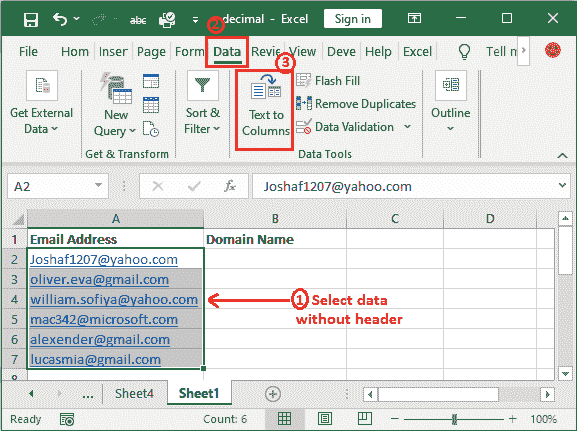 abc decimal - Excel Sign in
File Hom Inser Page Form Data Revie View Deve Help Excel Tell n
2
3
Get External Data
New Query
Sort & Filter
Text to Columns
Flash Fill
Remove Duplicates
Data Validation
Outline
Get & Transform
Data Tools
A2 fx Joshaf1207@yahoo.com
A B C D
1 Email Address Domain Name
2 Joshaf1207@yahoo.com
3 oliver.eva@gmail.com
4 william.sofiya@yahoo.com
5 mac342@microsoft.com
6 alexender@gmail.com
7 lucasmia@gmail.com
1 Select data
without header
... Sheet4 Sheet1
Ready Count: 6 100%